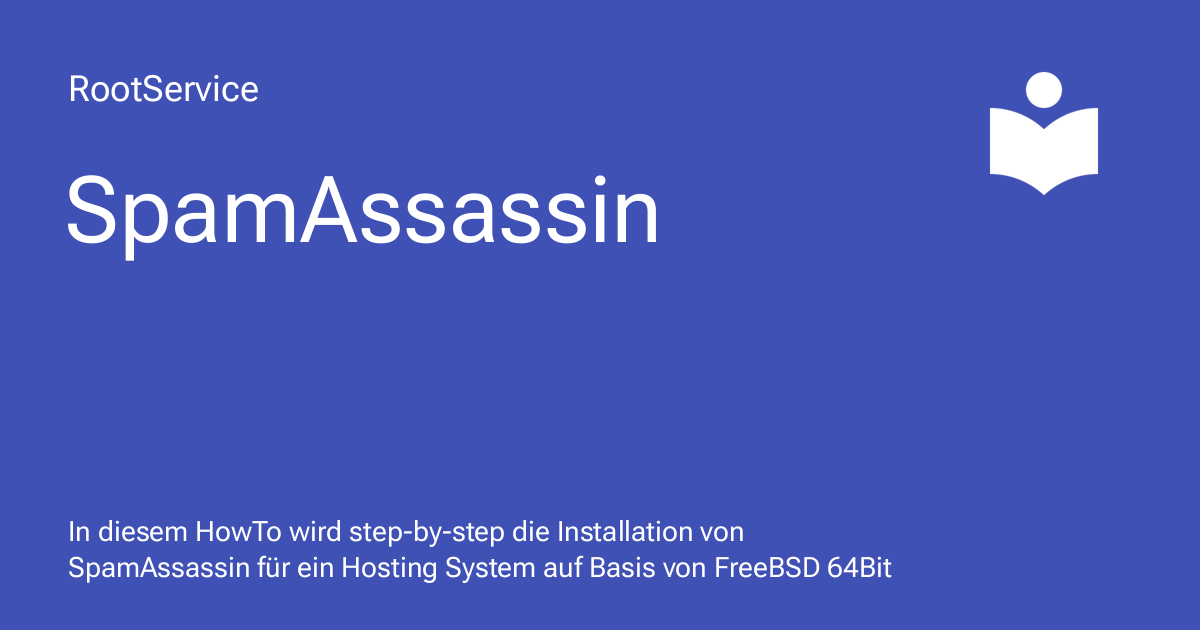 RootService
SpamAssassin
In diesem HowTo wird step-by-step die Installation von
SpamAssassin für ein Hosting System auf Basis von FreeBSD 64Bit